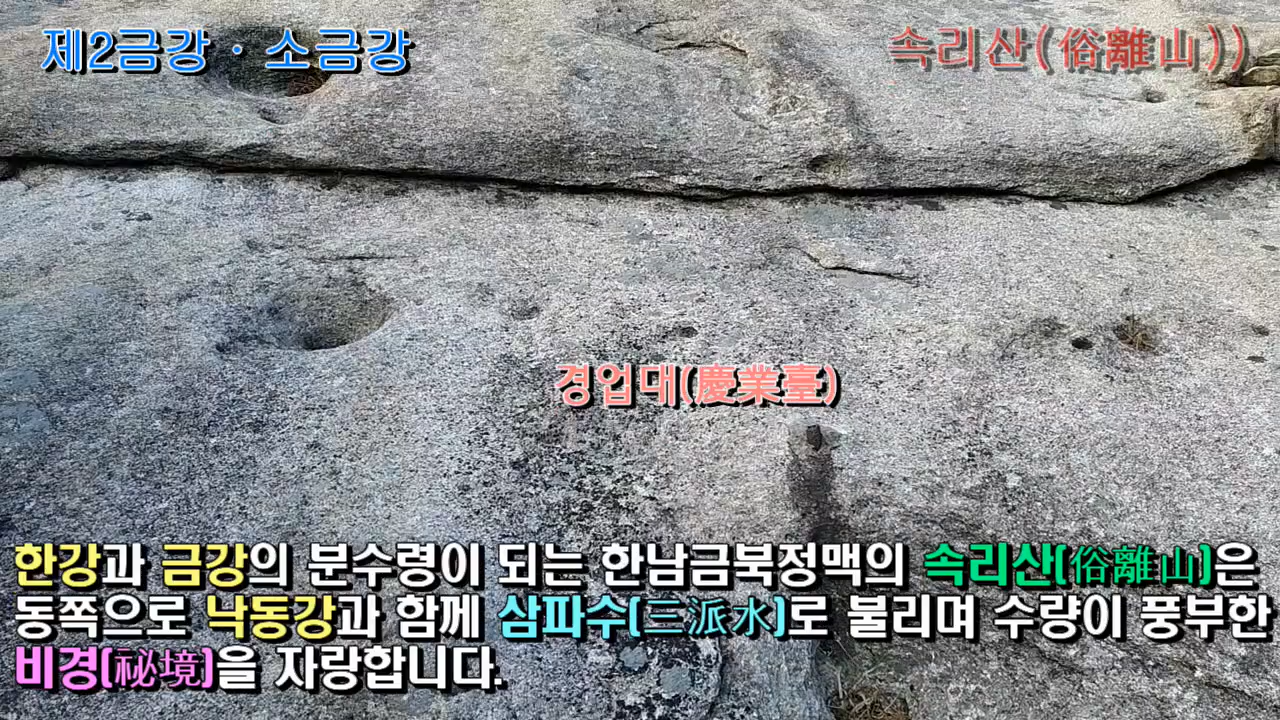 제2금강·소금강
속리산(俗離山))
경업대(慶業臺)
한강과 금강의 분수령이 되는 한남금북정맥의 속리산(俗離山)은
동쪽으로 낙동강과 함께 삼파수(三派水)로 불리며 수량이 풍부한
비경(祕境)을 자랑합니다.